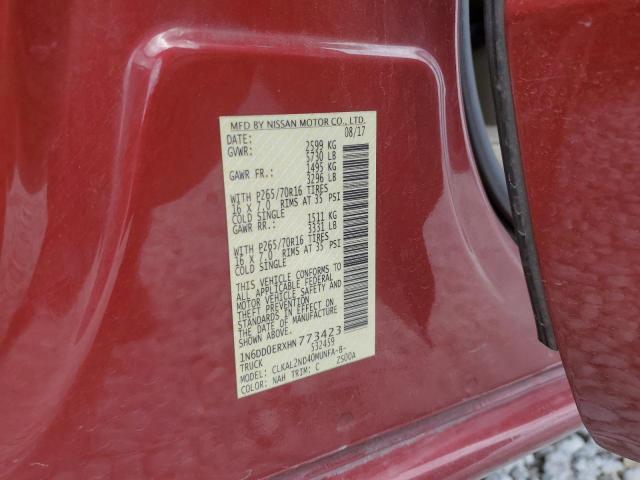 MFD BY NISSAN MOTOR CO., LTD.
DATE: 08/17
GVWR: 2599 KG
5730 LB
GAWR FR.: 1495 KG
3296 LB
WITH P265/70R16 TIRES
16 X 7.0 RIMS AT 35 PSI
COLD SINGLE
GAWR RR.: 1511 KG
3331 LB
WITH P265/70R16 TIRES
16 X 7.0 RIMS AT 35 PSI
COLD SINGLE
THIS VEHICLE CONFORMS TO
ALL APPLICABLE FEDERAL
MOTOR VEHICLE SAFETY AND
THEFT PREVENTION
STANDARDS IN EFFECT ON
THE DATE OF MANUFACTURE
SHOWN ABOVE.
1N6DD0ERXHN773423
TRUCK 532459
MODEL: CLKAL2ND40MUNFA-B-
COLOR: NAH TRIM: C 2S00A